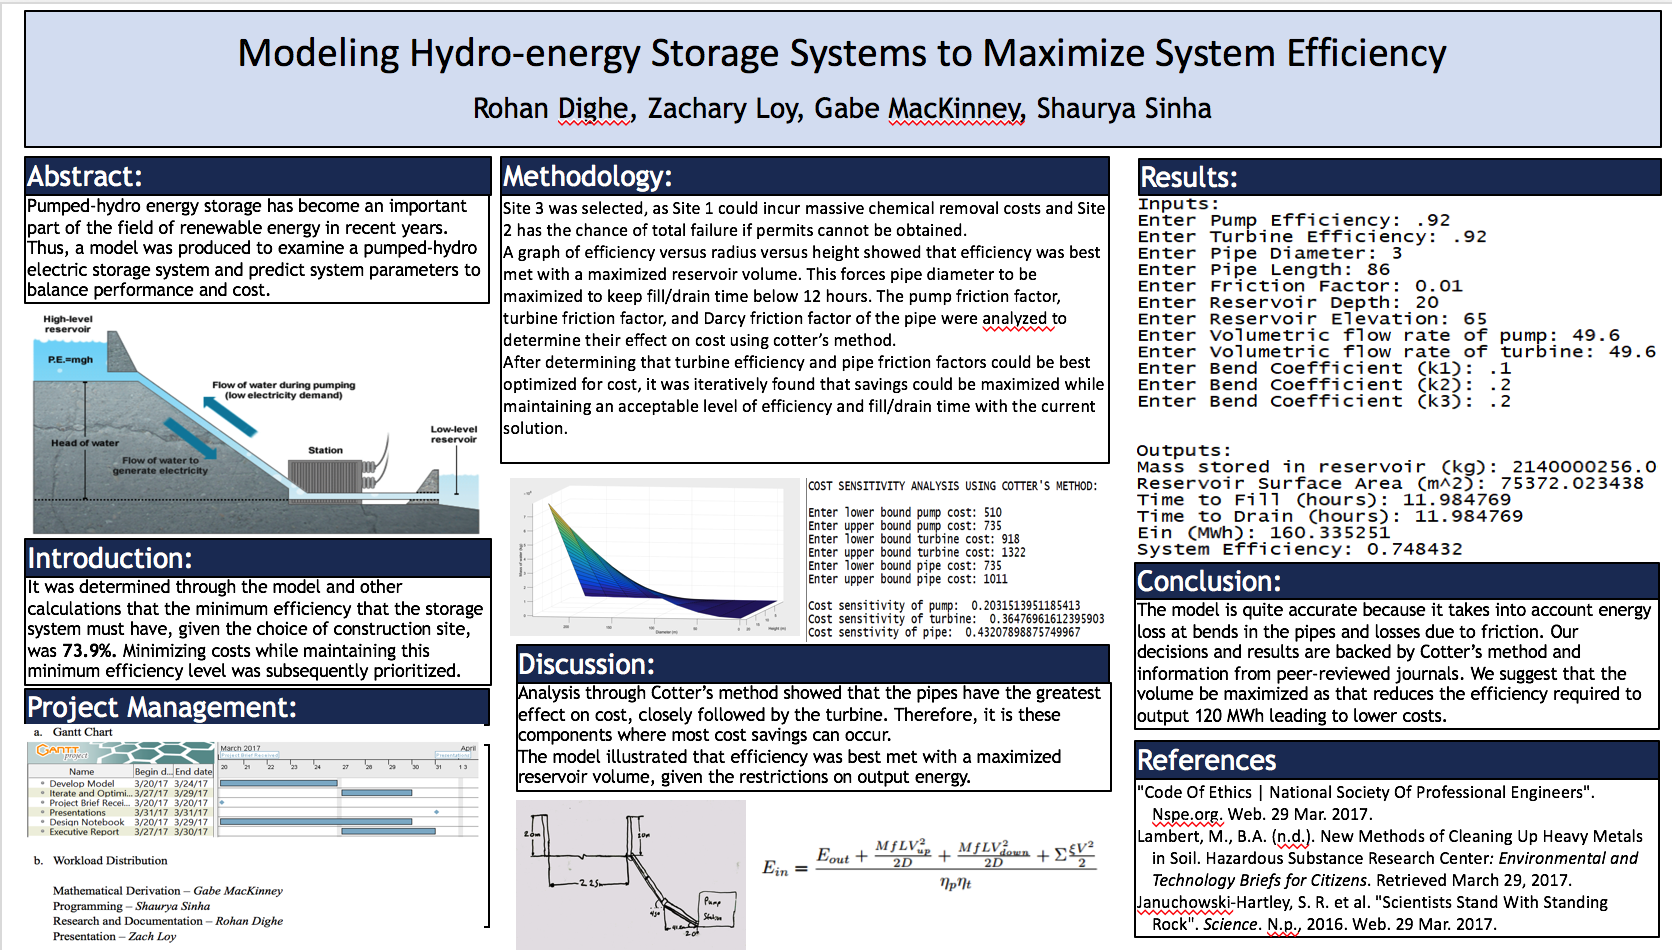 Modeling Hydro-energy Storage Systems to Maximize System Efficiency
Rohan Dighe, Zachary Loy, Gabe MacKinney, Shaurya Sinha
Abstract:
Pumped-hydro energy storage has become an important
part of the field of renewable energy in recent years.
Thus, a model was produced to examine a pumped-hydro
electric storage system and predict system parameters to
balance performance and cost.
High-level
reservoir
P.E.=mgh
Flow of water during pumping
(low electricity demand)
Head of water
Flow of water to
generate electricity
Station
Low-level
reservoir
Introduction:
It was determined through the model and other
calculations that the minimum efficiency that the storage
system must have, given the choice of construction site,
was 73.9%. Minimizing costs while maintaining this
minimum efficiency level was subsequently prioritized.
Project Management:
a. Gantt Chart
GANTT project
March 2017
April
Project Brief Received
Presentations
20 21 22 23 24 27 28 29 30 31 1 3
Name Begin d... End date
Develop Model 3/20/17 3/24/17
Iterate and Optimi... 3/27/17 3/29/17
Project Brief Recei... 3/20/17 3/20/17
Presentations 3/31/17 3/31/17
Design Notebook 3/20/17 3/29/17
Executive Report 3/27/17 3/30/17
b. Workload Distribution
Mathematical Derivation – Gabe MacKinney
Programming – Shaurya Sinha
Research and Documentation – Rohan Dighe
Presentation – Zach Loy
Methodology:
Site 3 was selected, as Site 1 could incur massive chemical removal costs and Site
2 has the chance of total failure if permits cannot be obtained.
A graph of efficiency versus radius versus height showed that efficiency was best
met with a maximized reservoir volume. This forces pipe diameter to be
maximized to keep fill/drain time below 12 hours. The pump friction factor,
turbine friction factor, and Darcy friction factor of the pipe were analyzed to
determine their effect on cost using cotter's method.
After determining that turbine efficiency and pipe friction factors could be best
optimized for cost, it was iteratively found that savings could be maximized while
maintaining an acceptable level of efficiency and fill/drain time with the current
solution.
Diameter (m)
Height (m)
COST SENSITIVITY ANALYSIS USING COTTER'S METHOD:
Enter lower bound pump cost: 510
Enter upper bound pump cost: 735
Enter lower bound turbine cost: 918
Enter upper bound turbine cost: 1322
Enter lower bound pipe cost: 735
Enter upper bound pipe cost: 1011
Cost sensitivity of pump: 0.2031513951185413
Cost sensitivity of turbine: 0.36476961612395903
Cost senstivity of pipe: 0.43207898875749967
Discussion:
Analysis through Cotter's method showed that the pipes have the greatest
effect on cost, closely followed by the turbine. Therefore, it is these
components where most cost savings can occur.
The model illustrated that efficiency was best met with a maximized
reservoir volume, given the restrictions on output energy.
20m
20m
225m
Pump
Station
E_in = (E_out + MfLV²_up/2D + MfLV²_down/2D + Σ ξV²/2) / η_pη_t
Results:
Inputs:
Enter Pump Efficiency: .92
Enter Turbine Efficiency: .92
Enter Pipe Diameter: 3
Enter Pipe Length: 86
Enter Friction Factor: 0.01
Enter Reservoir Depth: 20
Enter Reservoir Elevation: 65
Enter Volumetric flow rate of pump: 49.6
Enter Volumetric flow rate of turbine: 49.6
Enter Bend Coefficient (k1): .1
Enter Bend Coefficient (k2): .2
Enter Bend Coefficient (k3): .2
Outputs:
Mass stored in reservoir (kg): 2140000256.0
Reservoir Surface Area (m^2): 75372.023438
Time to Fill (hours): 11.984769
Time to Drain (hours): 11.984769
Ein (MWh): 160.335251
System Efficiency: 0.748432
Conclusion:
The model is quite accurate because it takes into account energy
loss at bends in the pipes and losses due to friction. Our
decisions and results are backed by Cotter's method and
information from peer-reviewed journals. We suggest that the
volume be maximized as that reduces the efficiency required to
output 120 MWh leading to lower costs.
References
"Code Of Ethics | National Society Of Professional Engineers".
Nspe.org. Web. 29 Mar. 2017.
Lambert, M., B.A. (n.d.). New Methods of Cleaning Up Heavy Metals
in Soil. Hazardous Substance Research Center: Environmental and
Technology Briefs for Citizens. Retrieved March 29, 2017.
Januchowski-Hartley, S. R. et al. "Scientists Stand With Standing
Rock". Science. N.p., 2016. Web. 29 Mar. 2017.